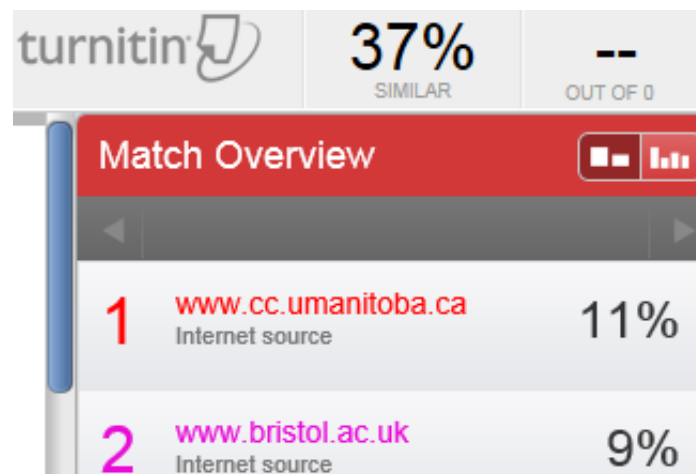 turnitin
37%
SIMILAR
--
OUT OF 0
Match Overview
1
www.cc.umanitoba.ca
11%
Internet source
2
www.bristol.ac.uk
9%
Internet source